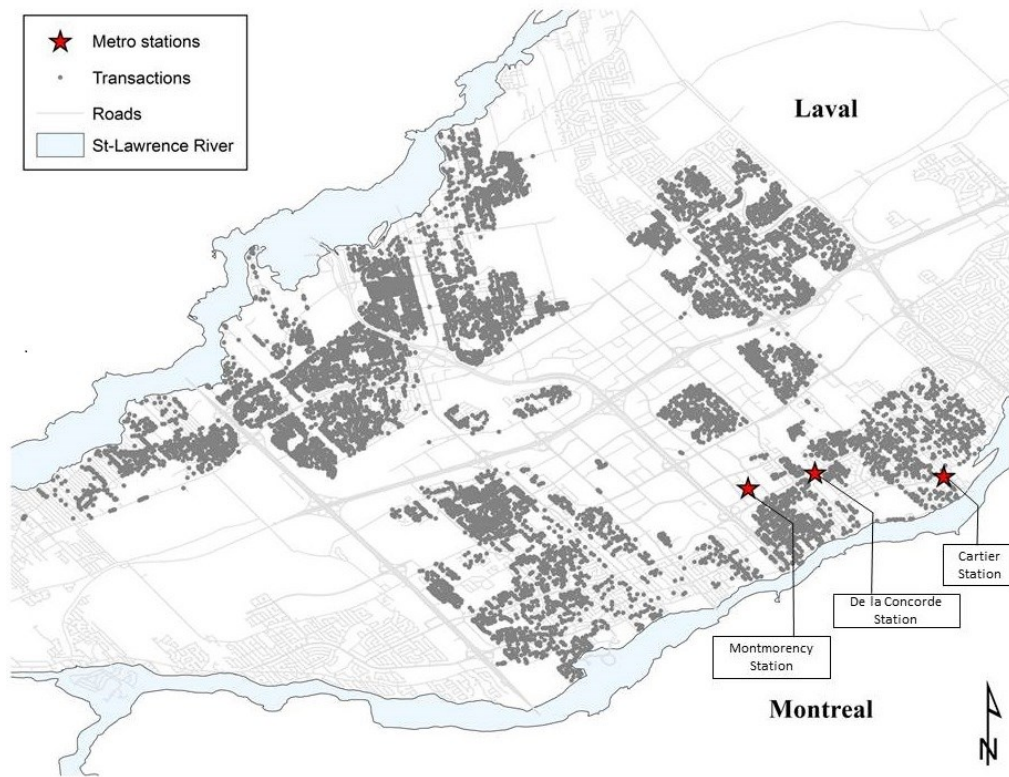 Metro stations
Transactions
Roads
St-Lawrence River
Laval
Cartier
Station
De la Concorde
Station
Montmorency
Station
Montreal
N